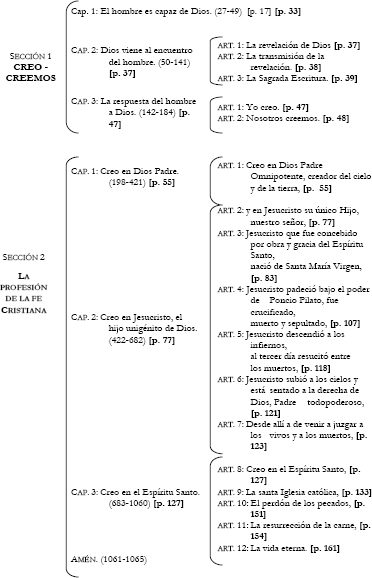 SECCIÓN 1
CREO -
CREEMOS
CAP. 1: El hombre es capaz de Dios. (27-49) [p. 17] [p. 33]
CAP. 2: Dios viene al encuentro
del hombre. (50-141)
[p. 37]
ART. 1: La revelación de Dios [p. 37]
ART. 2: La transmisión de la
revelación. [p. 38]
ART. 3: La Sagrada Escritura. [p. 39]
CAP. 3: La respuesta del hombre
a Dios. (142-184) [p.
47]
ART. 1: Yo creo. [p. 47]
ART. 2: Nosotros creemos. [p. 48]
SECCIÓN 2
LA
PROFESIÓN
DE LA FE
CRISTIANA
CAP. 1: Creo en Dios Padre.
(198-421) [p. 55]
ART. 1: Creo en Dios Padre
Omnipotente, creador del cielo
y de la tierra, [p. 55]
CAP. 2: Creo en Jesucristo, el
hijo unigénito de Dios.
(422-682) [p. 77]
ART. 2: y en Jesucristo su único Hijo,
nuestro señor, [p. 77]
ART. 3: Jesucristo que fue concebido
por obra y gracia del Espíritu
Santo,
nació de Santa María Virgen,
[p. 83]
ART. 4: Jesucristo padeció bajo el poder
de Poncio Pilato, fue
crucificado,
muerto y sepultado, [p. 107]
ART. 5: Jesucristo descendió a los
infiernos,
al tercer día resucitó entre
los muertos, [p. 118]
ART. 6: Jesucristo subió a los cielos y
está sentado a la derecha de
Dios, Padre todopoderoso,
[p. 121]
ART. 7: Desde allí a de venir a juzgar a
los vivos y a los muertos, [p.
123]
CAP. 3: Creo en el Espíritu Santo.
(683-1060) [p. 127]
ART. 8: Creo en el Espíritu Santo, [p.
127]
ART. 9: La santa Iglesia católica, [p. 133]
ART. 10: El perdón de los pecados, [p.
151]
ART. 11: La resurrección de la carne, [p.
154]
ART. 12: La vida eterna. [p. 161]
AMÉN. (1061-1065)